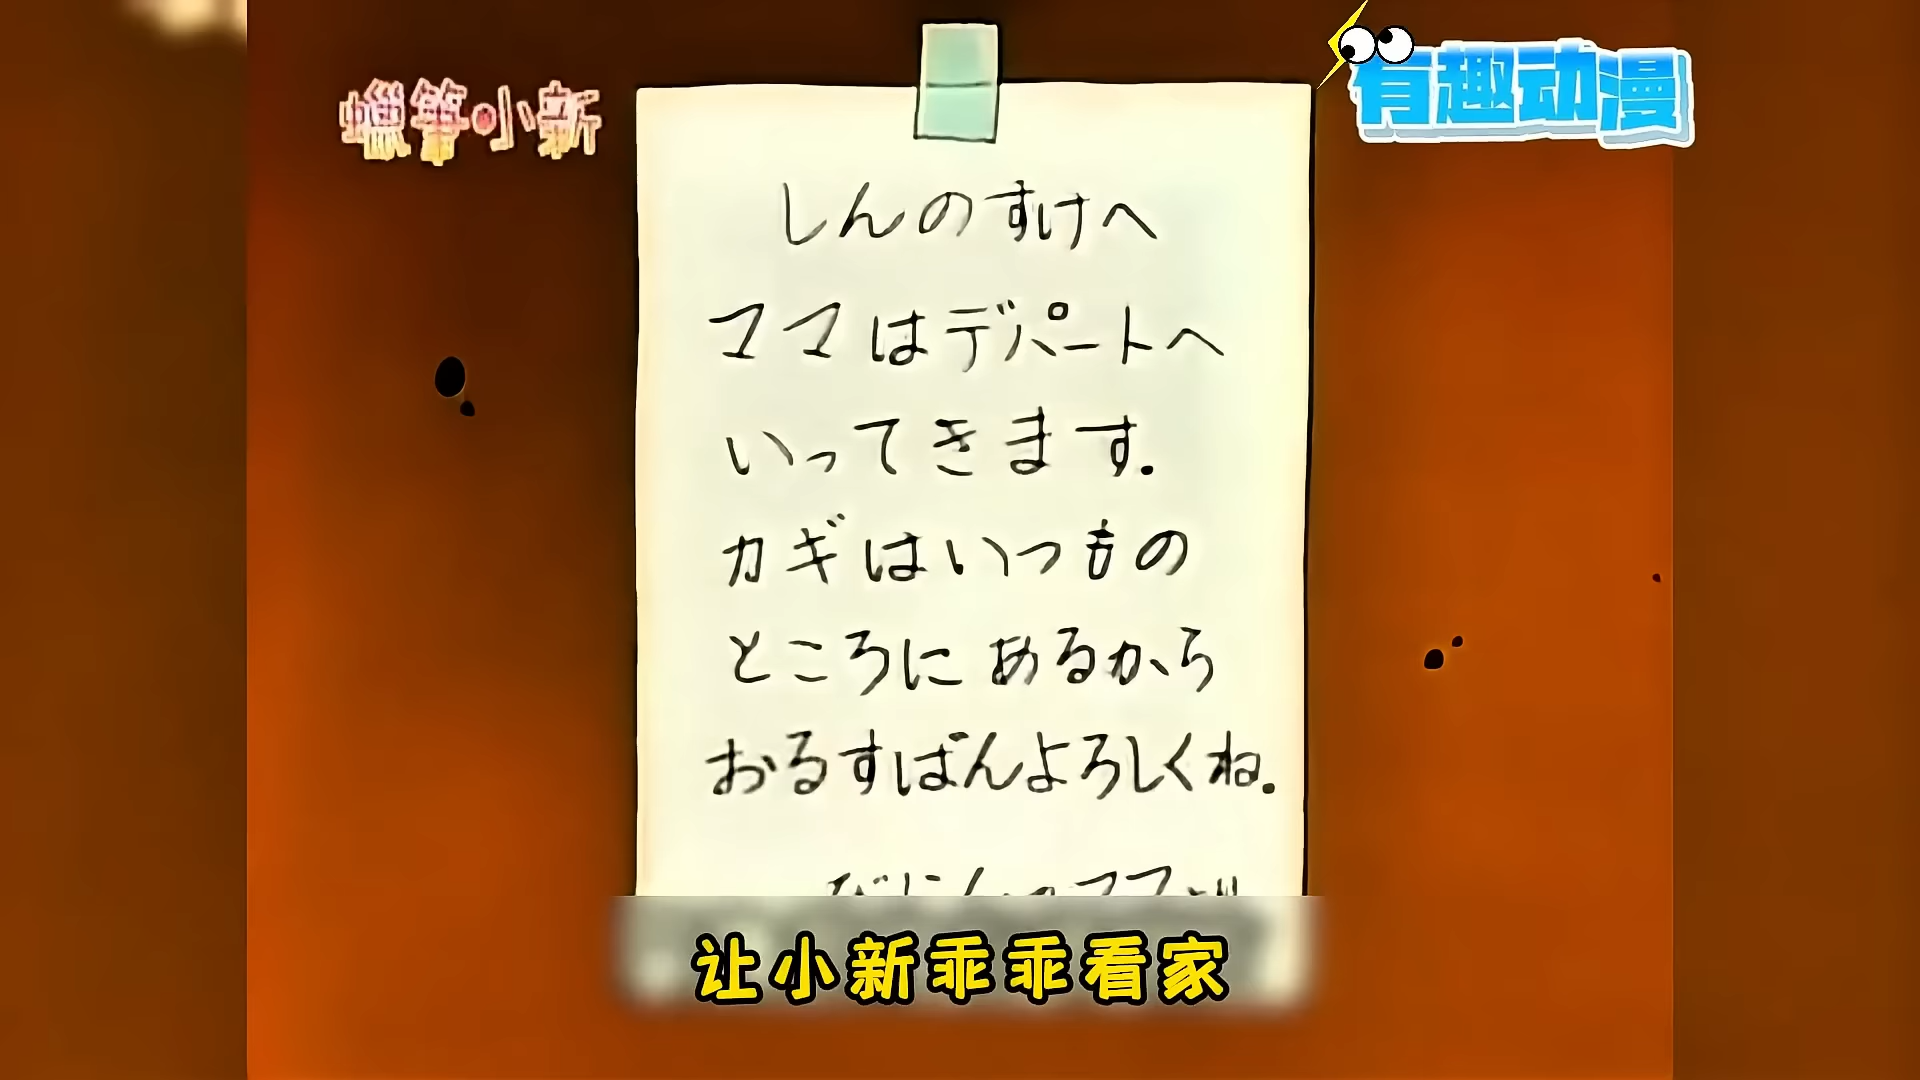 蠟筆小新
有趣动漫
しんのすけへ
ママはデパートへ
いってきます.
カギはいつもの
ところに あるから
おるすばんよろしくね.
让小新乖乖看家